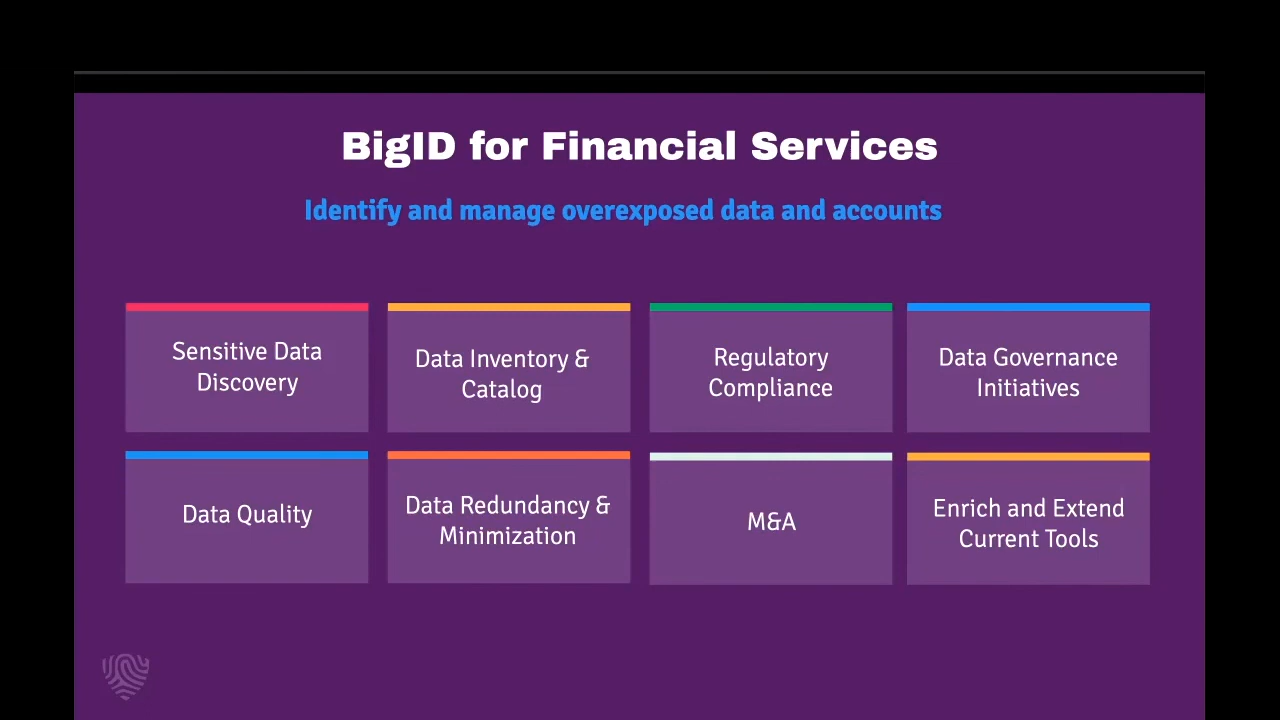 BigID for Financial Services
Identify and manage overexposed data and accounts
Sensitive Data
Discovery
Data Inventory &
Catalog
Regulatory
Compliance
Data Governance
Initiatives
Data Quality
Data Redundancy &
Minimization
M&A
Enrich and Extend
Current Tools